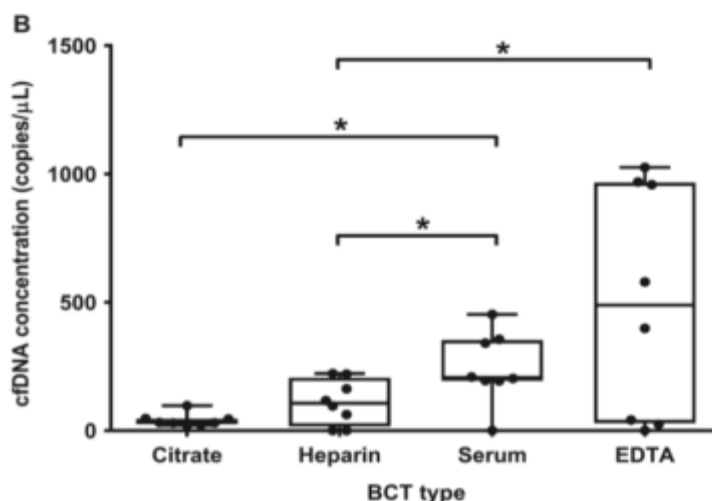 B
cfDNA concentration (copies/µL)
1500
1000
500
0
*
*
*
Citrate Heparin Serum EDTA
BCT type